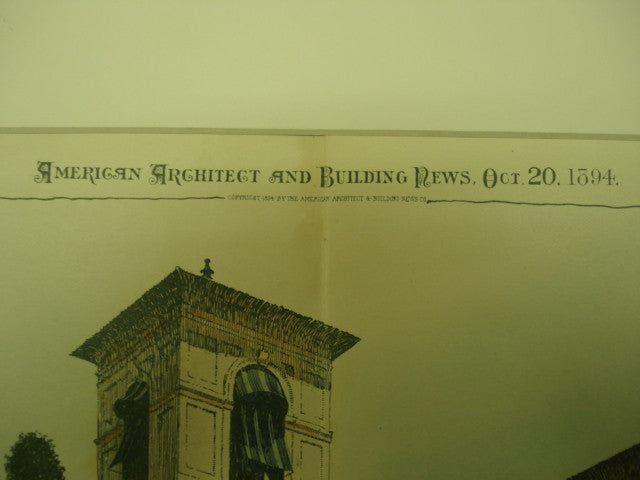 American Architect and Building News, Oct. 20. 1894.
COPYRIGHT 1894 BY THE AMERICAN ARCHITECT & BUILDING NEWS CO.